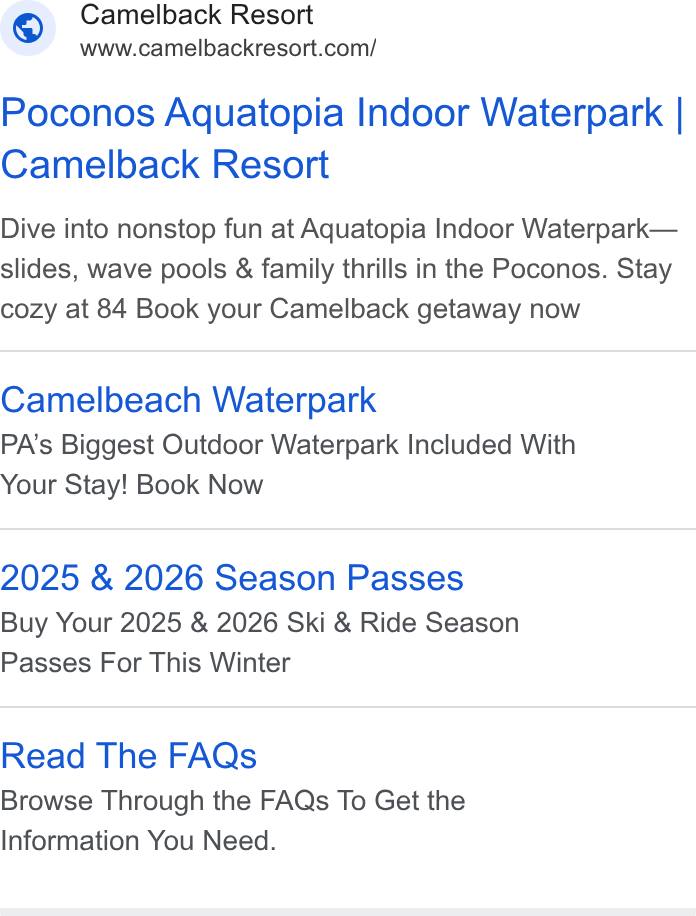 Camelback Resort
www.camelbackresort.com/
Poconos Aquatopia Indoor Waterpark |
Camelback Resort
Dive into nonstop fun at Aquatopia Indoor Waterpark—
slides, wave pools & family thrills in the Poconos. Stay
cozy at 84 Book your Camelback getaway now
Camelbeach Waterpark
PA’s Biggest Outdoor Waterpark Included With
Your Stay! Book Now
2025 & 2026 Season Passes
Buy Your 2025 & 2026 Ski & Ride Season
Passes For This Winter
Read The FAQs
Browse Through the FAQs To Get the
Information You Need.